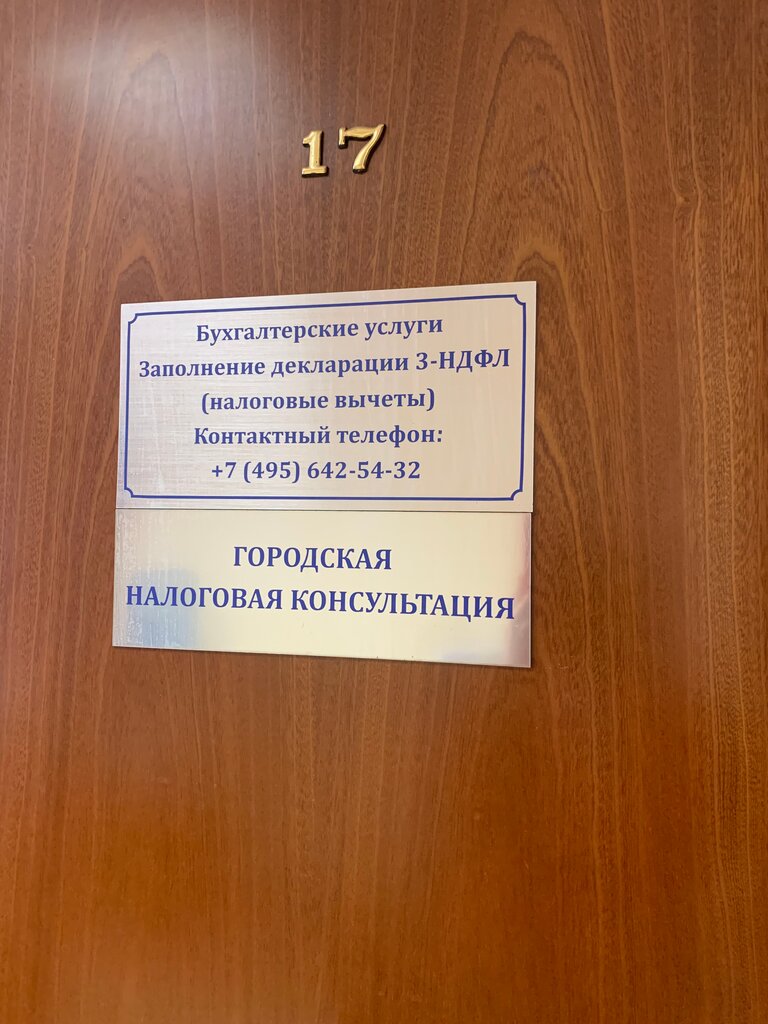 17
Бухгалтерские услуги
Заполнение декларации 3-НДФЛ
(налоговые вычеты)
Контактный телефон:
+7 (495) 642-54-32
ГОРОДСКАЯ
НАЛОГОВАЯ КОНСУЛЬТАЦИЯ